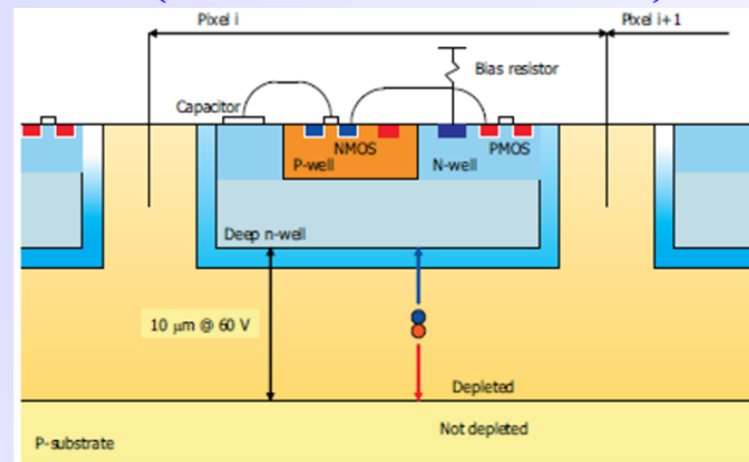 Pixel i
Pixel i+1
Bias resistor
Capacitor
NMOS
PMOS
P-well
N-well
Deep n-well
10 µm @ 60 V
Depleted
Not depleted
P-substrate